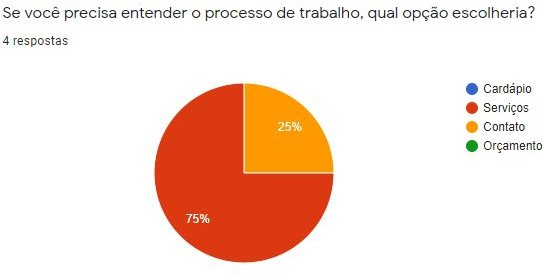 Se você precisa entender o processo de trabalho, qual opção escolheria?
4 respostas
Cardápio
Serviços
Contato
Orçamento
25%
75%